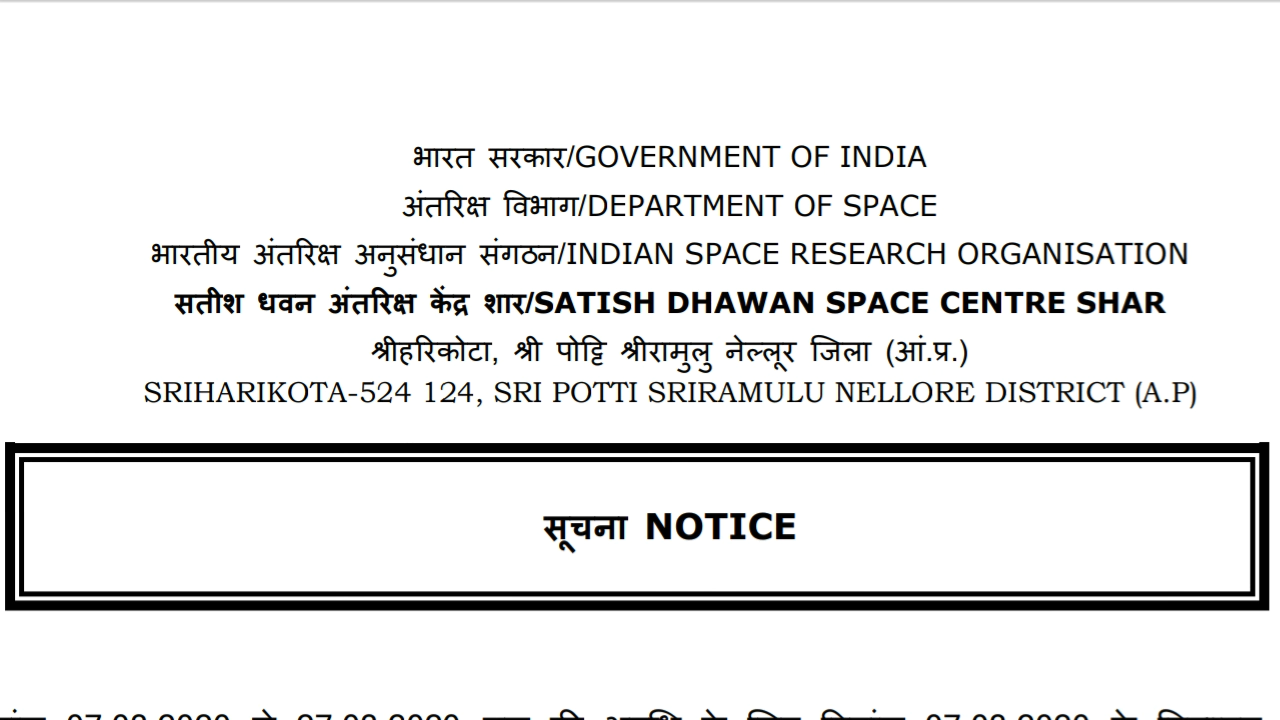 भारत सरकार/GOVERNMENT OF INDIA
अंतरिक्ष विभाग/DEPARTMENT OF SPACE
भारतीय अंतरिक्ष अनुसंधान संगठन/INDIAN SPACE RESEARCH ORGANISATION
सतीश धवन अंतरिक्ष केंद्र शार/SATISH DHAWAN SPACE CENTRE SHAR
श्रीहरिकोटा, श्री पोट्टि श्रीरामुलु नेल्लूर जिला (आं.प्र.)
SRIHARIKOTA-524 124, SRI POTTI SRIRAMULU NELLORE DISTRICT (A.P)
सूचना NOTICE